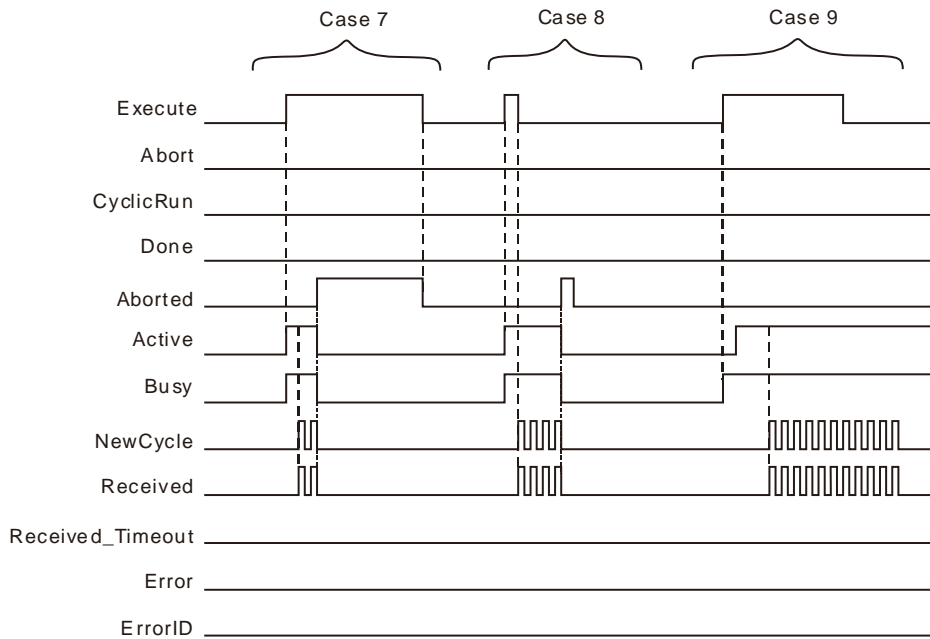 Case 7
Case 8
Case 9
Execute
Abort
CyclicRun
Done
Aborted
Active
Busy
NewCycle
Received
Received_Timeout
Error
ErrorID